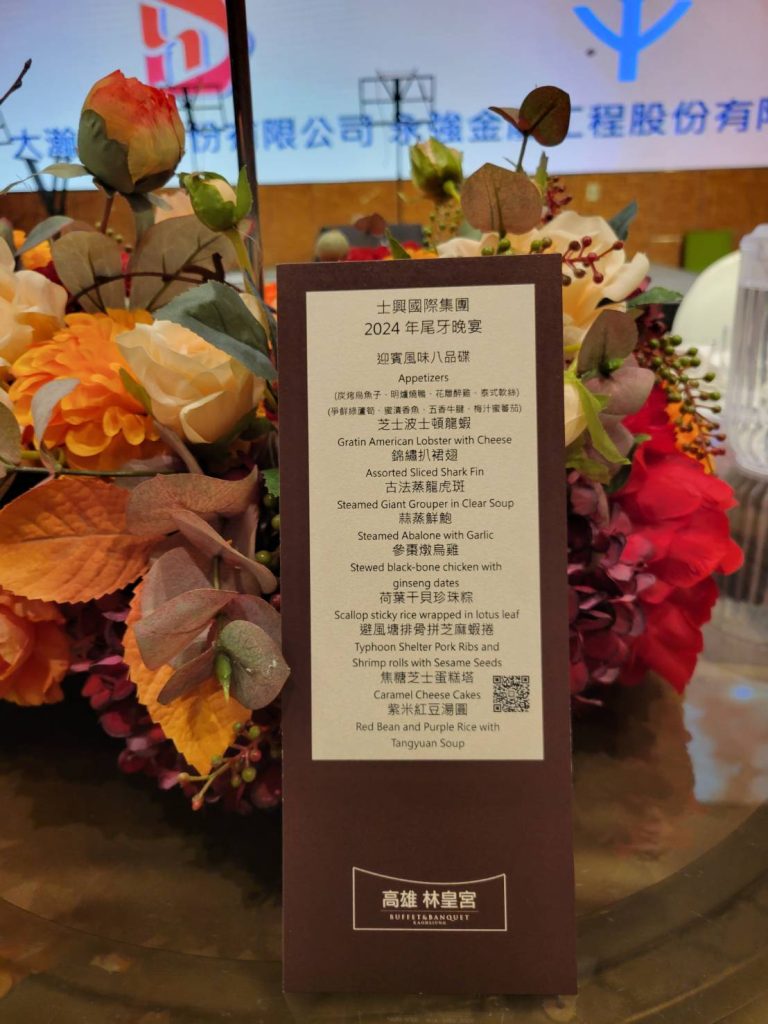 大瀚
份有限公司
永強金
工程股份有限
士興國際集團
2024 年尾牙晚宴
迎賓風味八品碟
Appetizers
(炭烤烏魚子、明爐燒鴨、花雕醉雞、泰式軟絲)
(爭鮮綠蘆筍、蜜漬香魚、五香牛腱、梅汁蜜蕃茄)
芝士波士頓龍蝦
Gratin American Lobster with Cheese
錦繡扒裙翅
Assorted Sliced Shark Fin
古法蒸龍虎斑
Steamed Giant Grouper in Clear Soup
蒜蒸鮮鮑
Steamed Abalone with Garlic
參棗燉烏雞
Stewed black-bone chicken with
ginseng dates
荷葉干貝珍珠粽
Scallop sticky rice wrapped in lotus leaf
避風塘排骨拼芝麻蝦捲
Typhoon Shelter Pork Ribs and
Shrimp rolls with Sesame Seeds
焦糖芝士蛋糕塔
Caramel Cheese Cakes
紫米紅豆湯圓
Red Bean and Purple Rice with
Tangyuan Soup
高雄 林皇宮
BUFFET&BANQUET
KAOHSIUNG